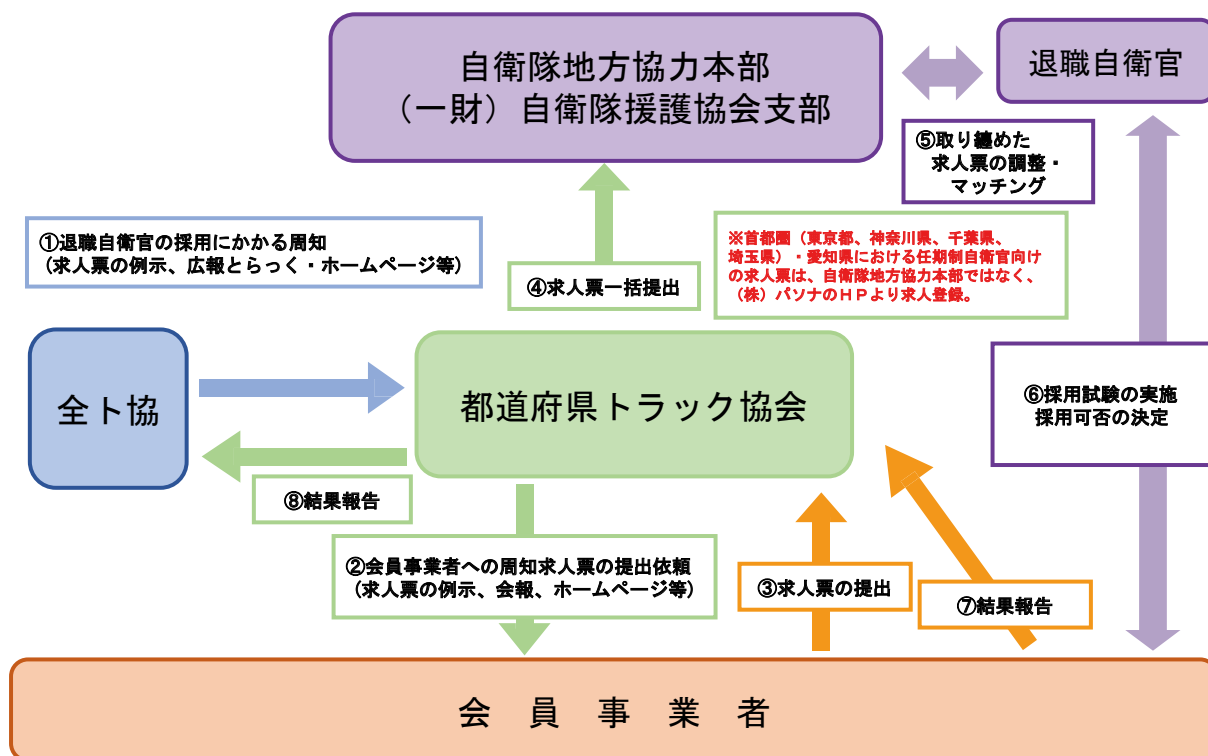 自衛隊地方協力本部
（一財）自衛隊援護協会支部
退職自衛官
⑤取り纏めた
求人票の調整・
マッチング
①退職自衛官の採用にかかる周知
（求人票の例示、広報とらっく・ホームページ等）
④求人票一括提出
※首都圏（東京都、神奈川県、千葉県、
埼玉県）・愛知県における任期制自衛官向け
の求人票は、自衛隊地方協力本部ではなく、
（株）パソナのＨＰより求人登録。
全ト協
都道府県トラック協会
⑥採用試験の実施
採用可否の決定
⑧結果報告
②会員事業者への周知求人票の提出依頼
（求人票の例示、会報、ホームページ等）
③求人票の提出
⑦結果報告
会　員　事　業　者